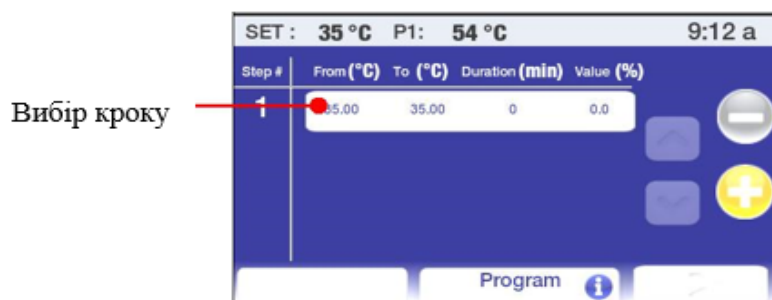 SET : 35 °C P1: 54 °C 9:12 a
Step # From (°C) To (°C) Duration (min) Value (%)
Вибір кроку
1 35.00 35.00 0 0.0
Program i